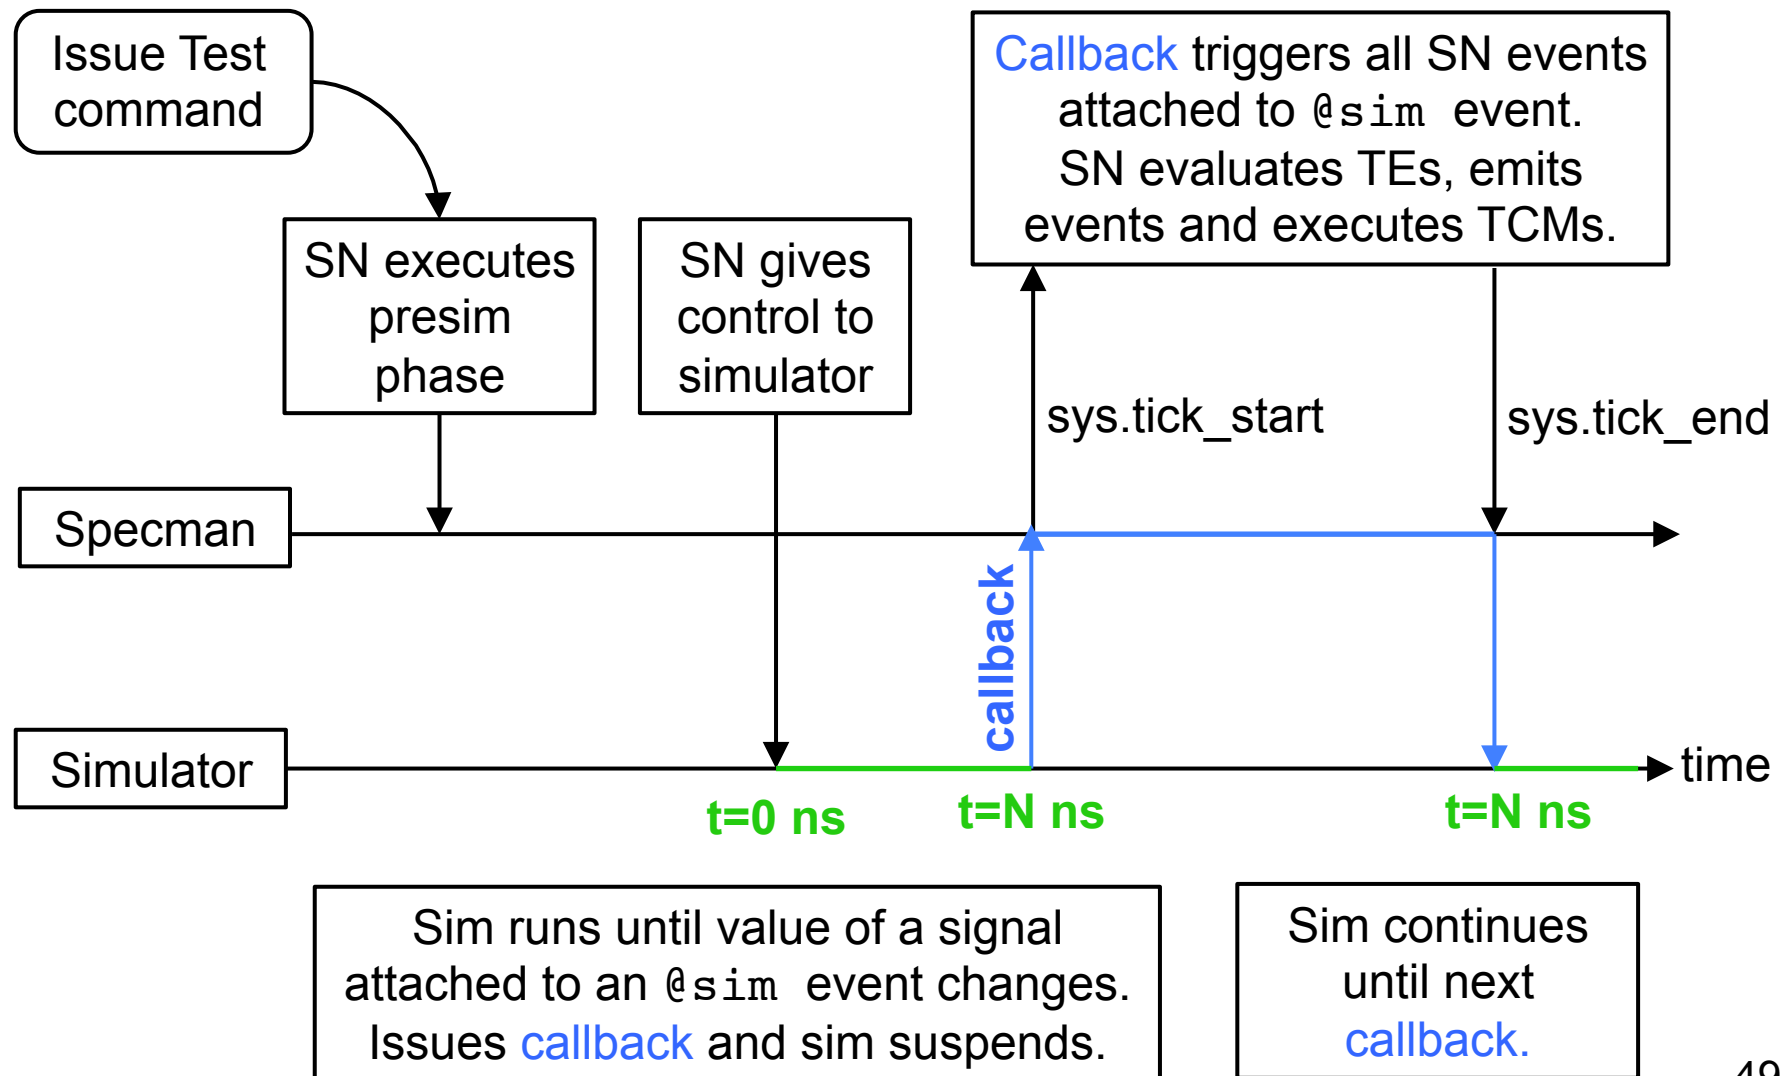 Issue Test
command
Callback triggers all SN events
attached to @sim event.
SN evaluates TEs, emits
events and executes TCMs.
SN executes
presim
phase
SN gives
control to
simulator
sys.tick_start
sys.tick_end
Specman
callback
Simulator
time
t=0 ns
t=N ns
t=N ns
Sim runs until value of a signal
attached to an @sim event changes.
Issues callback and sim suspends.
Sim continues
until next
callback.
49